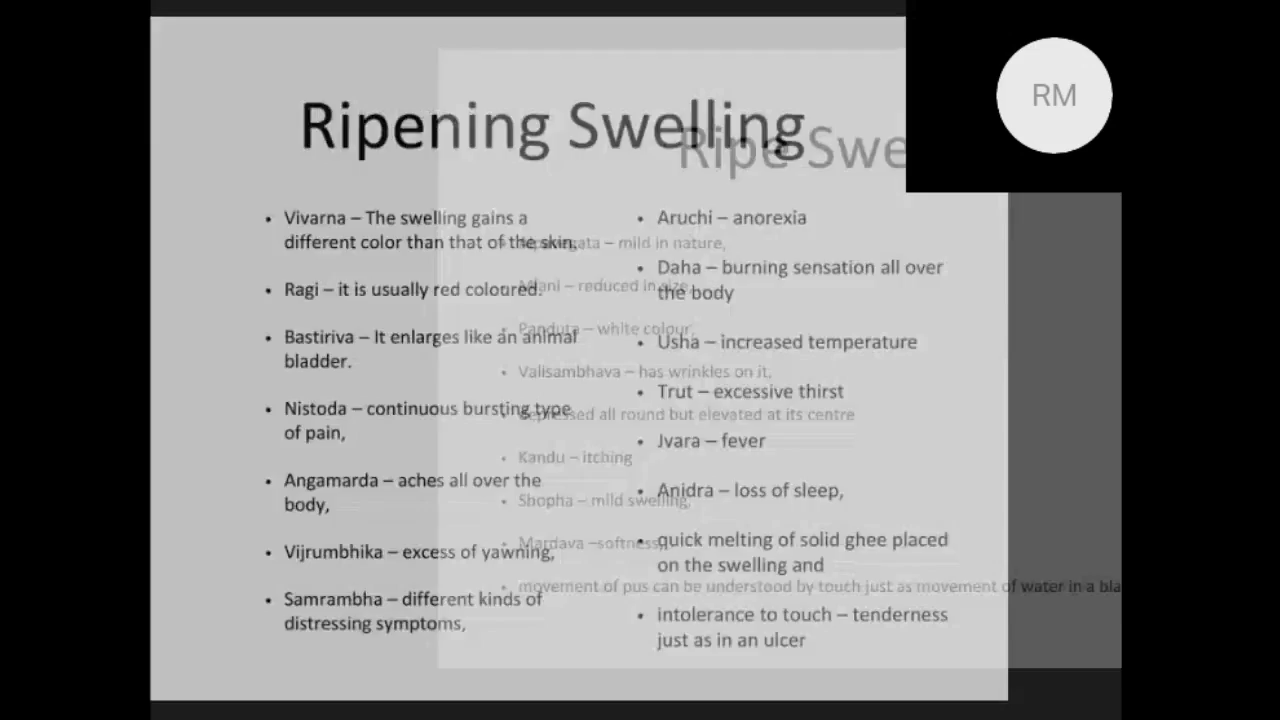 Ripening Swelling
• Vivarna – The swelling gains a
different color than that of the skin,
• Ragi – it is usually red coloured.
• Bastiriva – It enlarges like an animal
bladder.
• Nistoda – continuous bursting type
of pain,
• Angamarda – aches all over the
body,
• Vijrumbhika – excess of yawning,
• Samrambha – different kinds of
distressing symptoms,
• Aruchi – anorexia
• Daha – burning sensation all over
the body
• Usha – increased temperature
• Trut – excessive thirst
• Jvara – fever
• Anidra – loss of sleep,
• quick melting of solid ghee placed
on the swelling and
• intolerance to touch – tenderness
just as in an ulcer
Ripe Swe
– mild in nature,
• Mlani – reduced in size,
• Panduta – white colour,
• Valisambhava – has wrinkles on it,
• depressed all round but elevated at its centre
• Kandu – itching
• Shopha – mild swelling,
• Mardava –softness,
• movement of pus can be understood by touch just as movement of water in a bla
RM